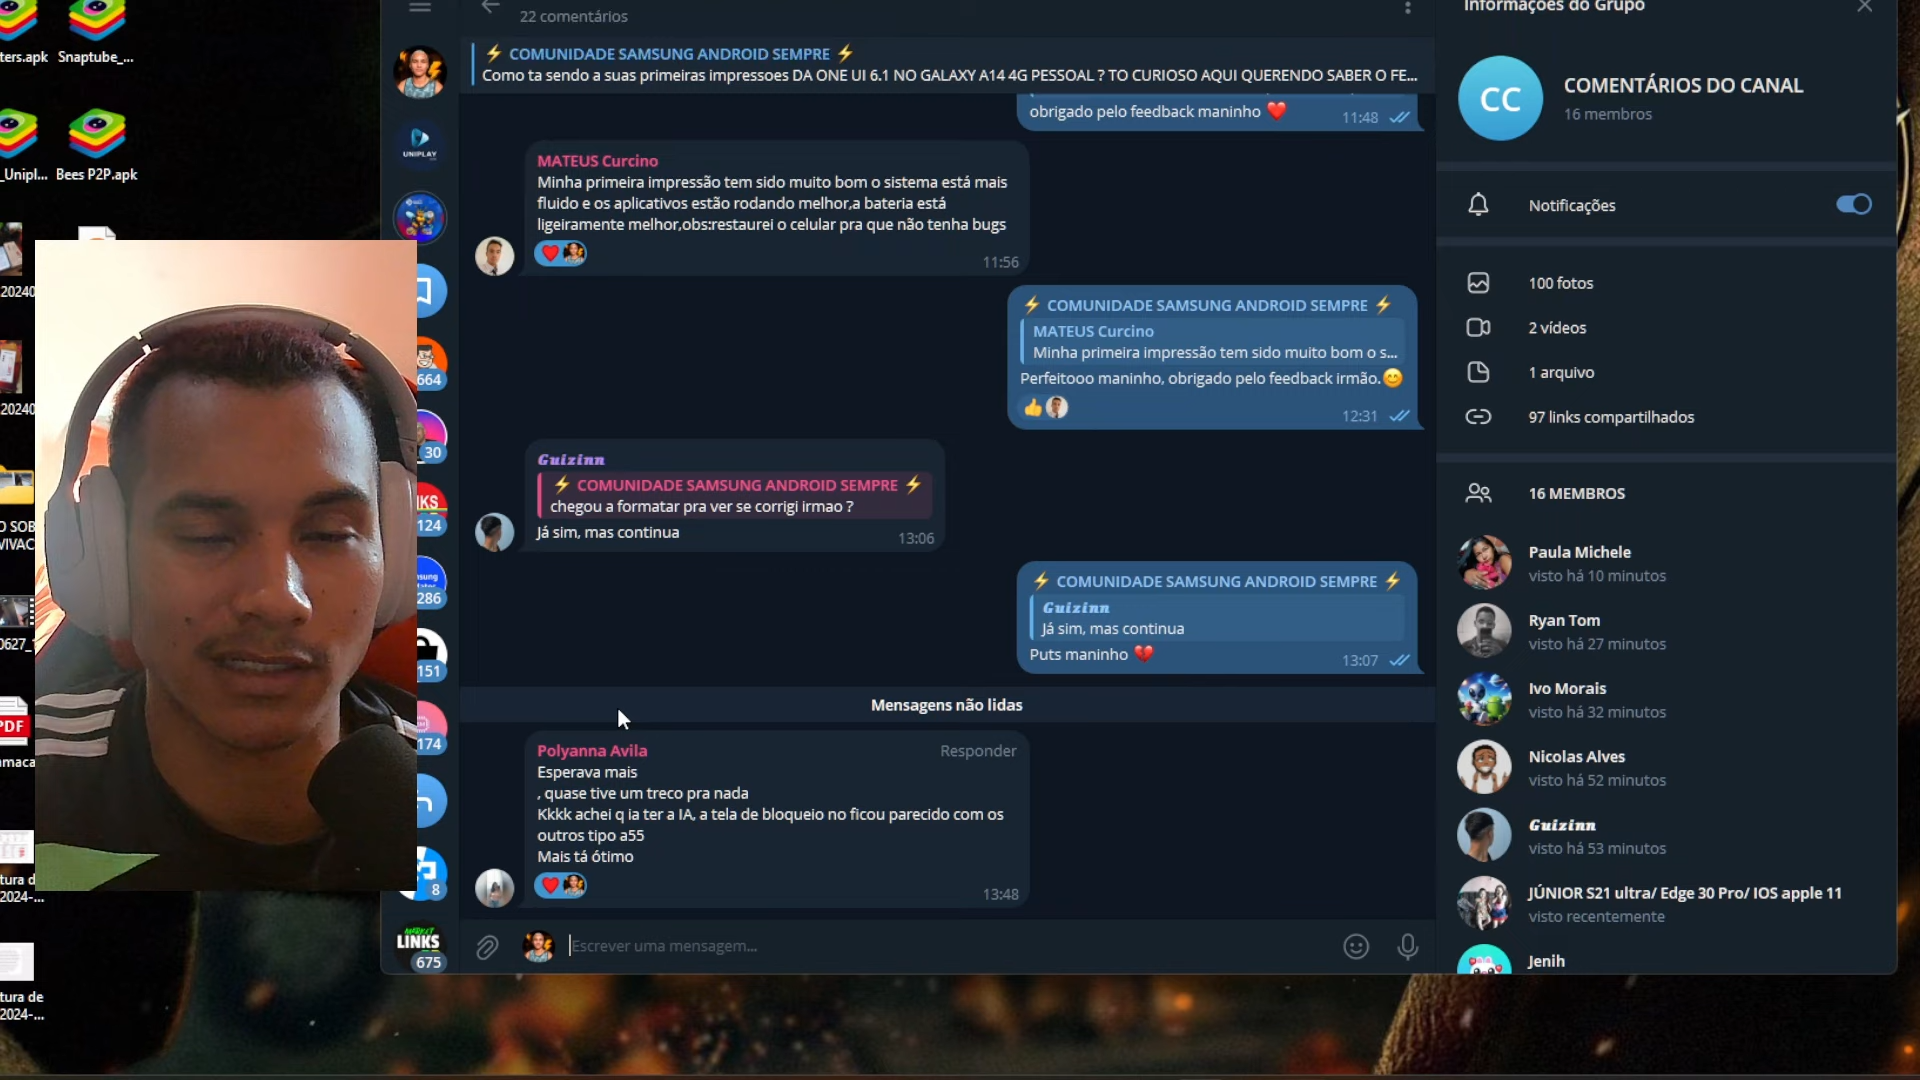 ters.apk
Snaptube_...
_Unipl...
Bees P2P.apk
20240
20240
O SOB
VIVAC
0627_1
PDF
amaca
tura d
2024-...
tura de
2024-...
UNIPLAY
664
30
KS
124
sung
286
151
174
8
LINKS
675
22 comentários
⚡ COMUNIDADE SAMSUNG ANDROID SEMPRE ⚡
Como ta sendo a suas primeiras impressoes DA ONE UI 6.1 NO GALAXY A14 4G PESSOAL ? TO CURIOSO AQUI QUERENDO SABER O FE...
obrigado pelo feedback maninho ❤️
11:48
MATEUS Curcino
Minha primeira impressão tem sido muito bom o sistema está mais
fluido e os aplicativos estão rodando melhor,a bateria está
ligeiramente melhor,obs:restaurei o celular pra que não tenha bugs
11:56
⚡ COMUNIDADE SAMSUNG ANDROID SEMPRE ⚡
MATEUS Curcino
Minha primeira impressão tem sido muito bom o s...
Perfeitooo maninho, obrigado pelo feedback irmão.😊
12:31
Guizinn
⚡ COMUNIDADE SAMSUNG ANDROID SEMPRE ⚡
chegou a formatar pra ver se corrigi irmao ?
Já sim, mas continua
13:06
⚡ COMUNIDADE SAMSUNG ANDROID SEMPRE ⚡
Guizinn
Já sim, mas continua
Puts maninho 💔
13:07
Mensagens não lidas
Polyanna Avila
Responder
Esperava mais
, quase tive um treco pra nada
Kkkk achei q ia ter a IA, a tela de bloqueio no ficou parecido com os
outros tipo a55
Mais tá ótimo
13:48
Escrever uma mensagem...
Informações do Grupo
CC
COMENTÁRIOS DO CANAL
16 membros
Notificações
100 fotos
2 vídeos
1 arquivo
97 links compartilhados
16 MEMBROS
Paula Michele
visto há 10 minutos
Ryan Tom
visto há 27 minutos
Ivo Morais
visto há 32 minutos
Nicolas Alves
visto há 52 minutos
Guizinn
visto há 53 minutos
JÚNIOR S21 ultra/ Edge 30 Pro/ IOS apple 11
visto recentemente
Jenih